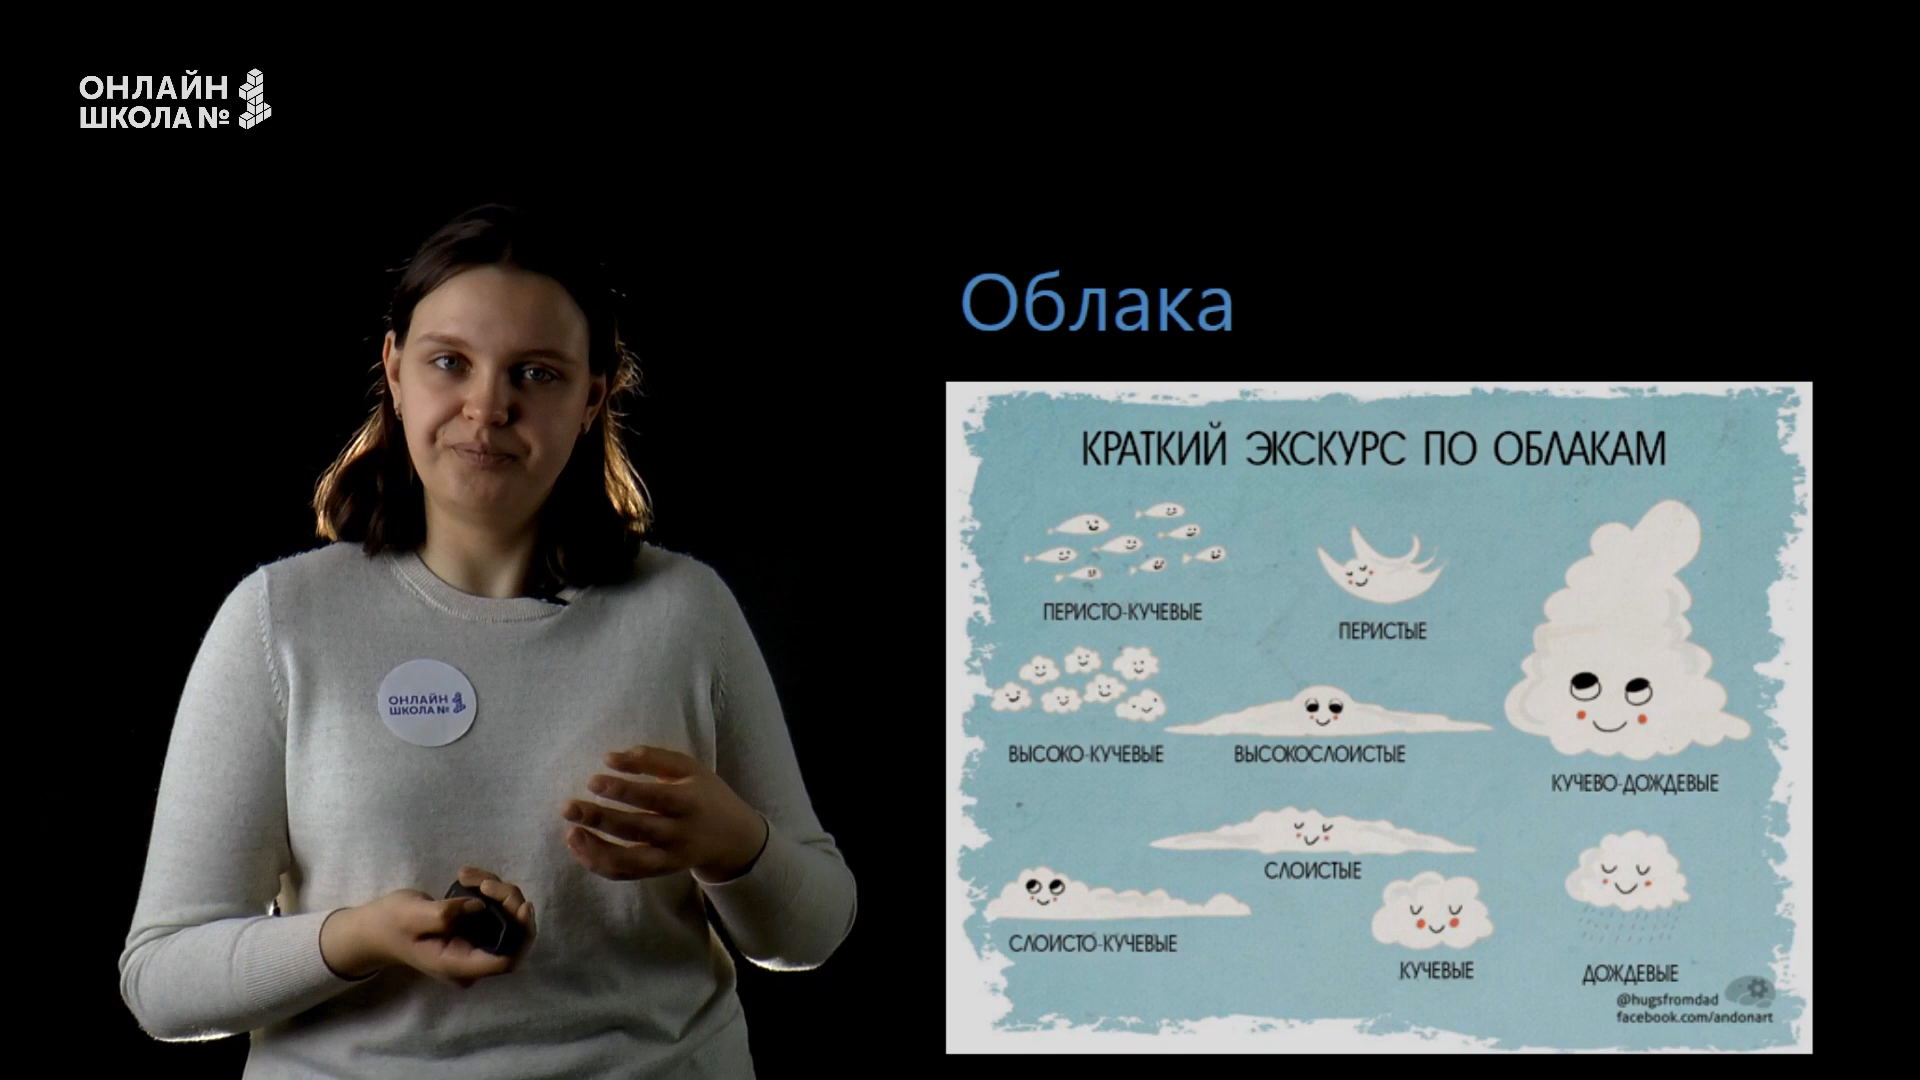 ОНЛАЙН
ШКОЛА №
Облака
КРАТКИЙ ЭКСКУРС ПО ОБЛАКАМ
ПЕРИСТО-КУЧЕВЫЕ
ПЕРИСТЫЕ
ВЫСОКО-КУЧЕВЫЕ
ВЫСОКОСЛОИСТЫЕ
КУЧЕВО-ДОЖДЕВЫЕ
СЛОИСТЫЕ
СЛОИСТО-КУЧЕВЫЕ
КУЧЕВЫЕ
ДОЖДЕВЫЕ
@hugsfromdad
facebook.com/andonart
ОНЛАЙН
ШКОЛА №